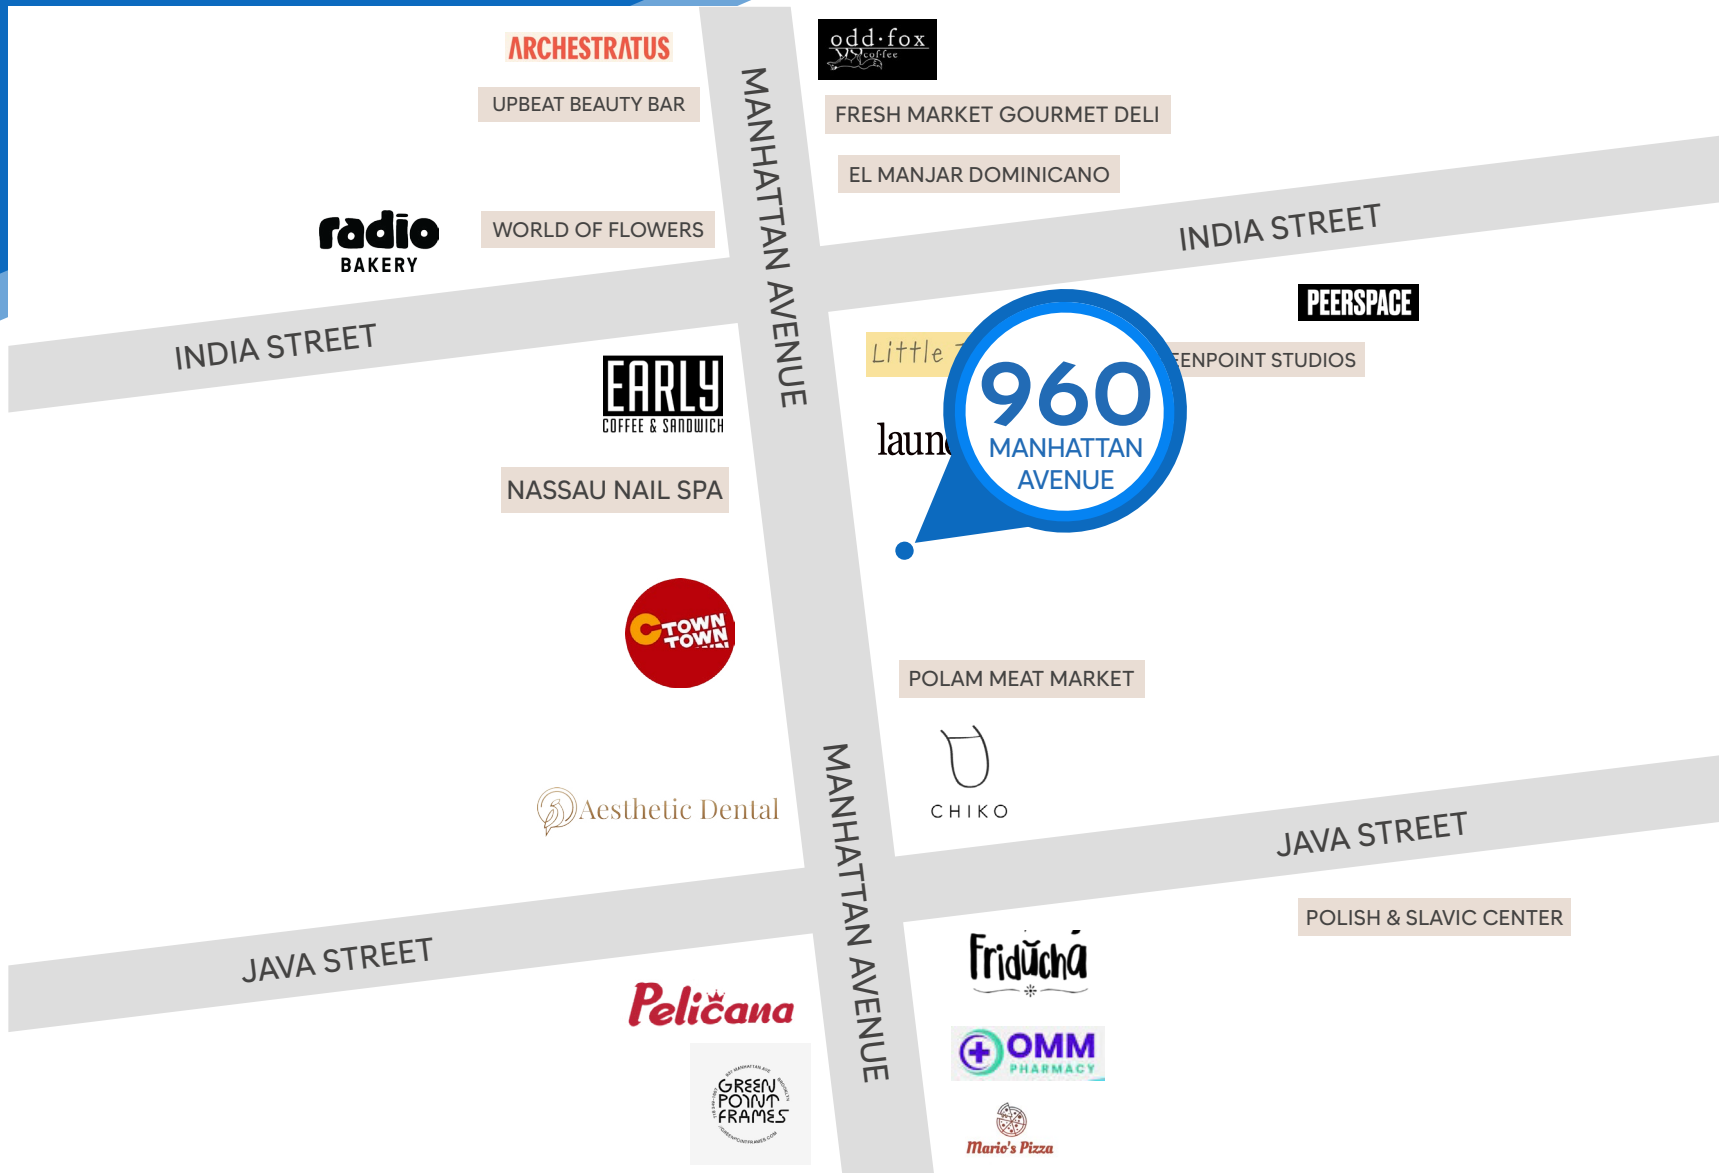 ARCHESTRATUS
odd·fox
coffee
UPBEAT BEAUTY BAR
FRESH MARKET GOURMET DELI
EL MANJAR DOMINICANO
MANHATTAN AVENUE
radio
BAKERY
WORLD OF FLOWERS
INDIA STREET
INDIA STREET
PEERSPACE
Little
EENPOINT STUDIOS
EARLY
COFFEE & SANDWICH
960
MANHATTAN
AVENUE
laun
NASSAU NAIL SPA
C TOWN
TOWN
POLAM MEAT MARKET
CHIKO
Aesthetic Dental
MANHATTAN AVENUE
JAVA STREET
JAVA STREET
POLISH & SLAVIC CENTER
Friduchá
Pelicana
OMM
PHARMACY
GREEN
POINT
FRAMES
Mario's Pizza